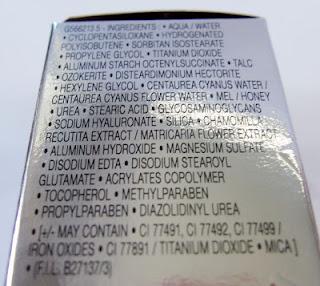 G566213 5 - INGREDIENTS : • AQUA / WATER
• CYCLOPENTASILOXANE • HYDROGENATED
POLYISOBUTENE • SORBITAN ISOSTEARATE
• PROPYLENE GLYCOL • TITANIUM DIOXIDE
• ALUMINUM STARCH OCTENYLSUCCINATE • TALC
• OZOKERITE • DISTEARDIMONIUM HECTORITE
• HEXYLENE GLYCOL • CENTAUREA CYANUS WATER /
CENTAUREA CYANUS FLOWER WATER • MEL / HONEY
• UREA • STEARIC ACID • GLYCOSAMINOGLYCANS
• SODIUM HYALURONATE • SILICA • CHAMOMILLA
RECUTITA EXTRACT / MATRICARIA FLOWER EXTRACT
• ALUMINUM HYDROXIDE • MAGNESIUM SULFATE
• DISODIUM EDTA • DISODIUM STEAROYL
GLUTAMATE • ACRYLATES COPOLYMER
• TOCOPHEROL • METHYLPARABEN
• PROPYLPARABEN • DIAZOLIDINYL UREA
• [+/- MAY CONTAIN • CI 77491, CI 77492, CI 77499 /
IRON OXIDES • CI 77891 / TITANIUM DIOXIDE • MICA ]
• (F.I.L. B27137/3)